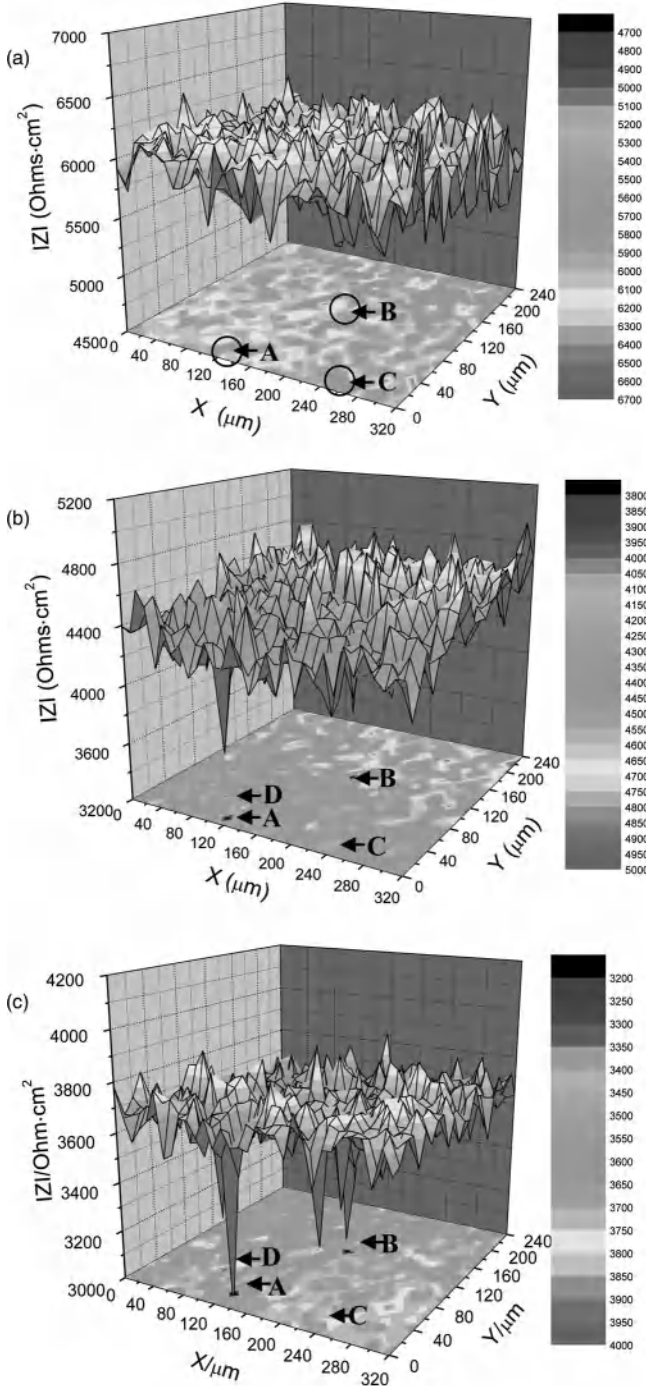 (a)
|Z| (Ohms·cm²)
7000
6500
6000
5500
5000
4500
0 40 80 120 160 200 240 280 320
X (μm)
0 40 80 120 160 200 240
Y (μm)
B
A
C
4700
4800
4900
5000
5100
5200
5300
5400
5500
5600
5700
5800
5900
6000
6100
6200
6300
6400
6500
6600
6700
(b)
|Z| (Ohms·cm²)
5200
4800
4400
4000
3600
3200
0 40 80 120 160 200 240 280 320
X (μm)
0 40 80 120 160 200 240
Y (μm)
B
D
A
C
3800
3850
3900
3950
4000
4050
4100
4150
4200
4250
4300
4350
4400
4450
4500
4550
4600
4650
4700
4750
4800
4850
4900
4950
5000
(c)
|Z|/Ohm·cm²
4200
4000
3800
3600
3400
3200
3000
0 40 80 120 160 200 240 280 320
X/μm
0 40 80 120 160 200 240
Y/μm
B
D
A
C
3200
3250
3300
3350
3400
3450
3500
3550
3600
3650
3700
3750
3800
3850
3900
3950
4000